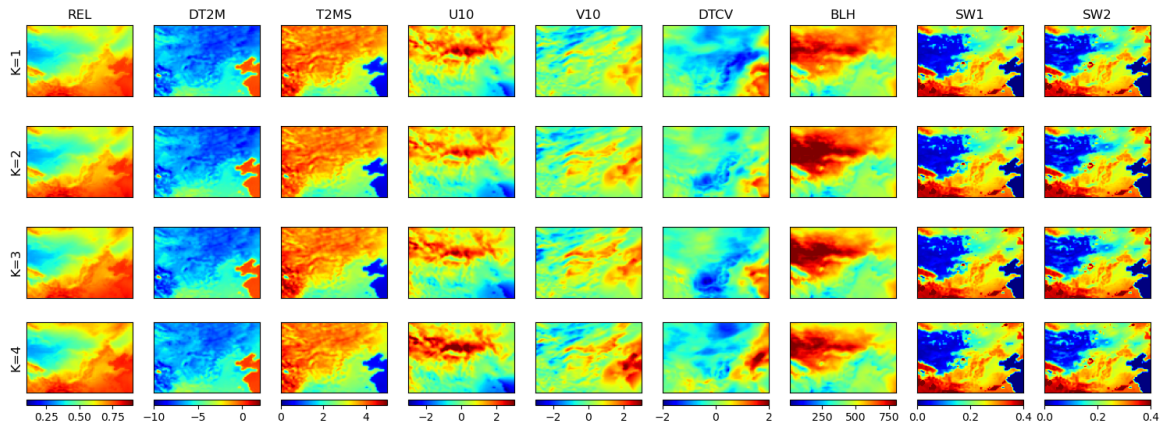 REL DT2M T2MS U10 V10 DTCV BLH SW1 SW2
K=1
K=2
K=3
K=4
0.25 0.50 0.75 −10 −5 0 0 5 −2 0 2 −2 0 2 −2 0 2 250 500 750 0.0 0.2 0.4 0.0 0.2 0.4